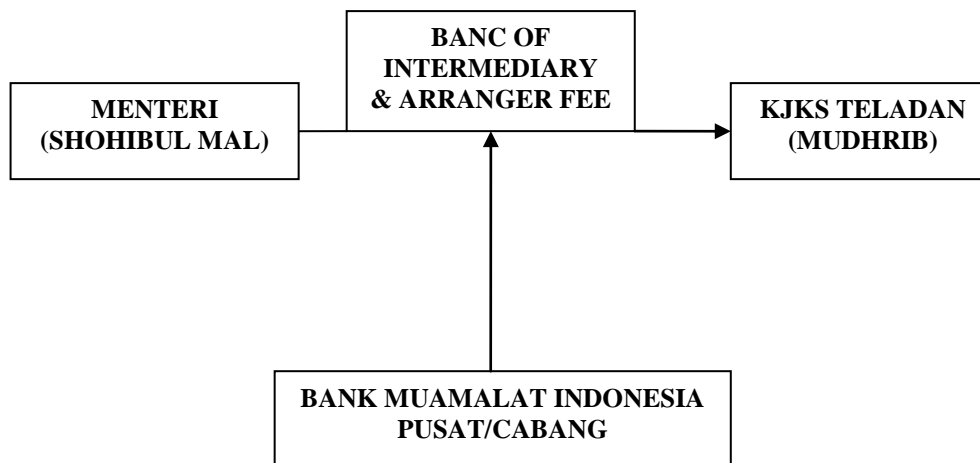 BANC OF
INTERMEDIARY
& ARRANGER FEE
MENTERI
(SHOHIBUL MAL)
KJKS TELADAN
(MUDHRIB)
BANK MUAMALAT INDONESIA
PUSAT/CABANG